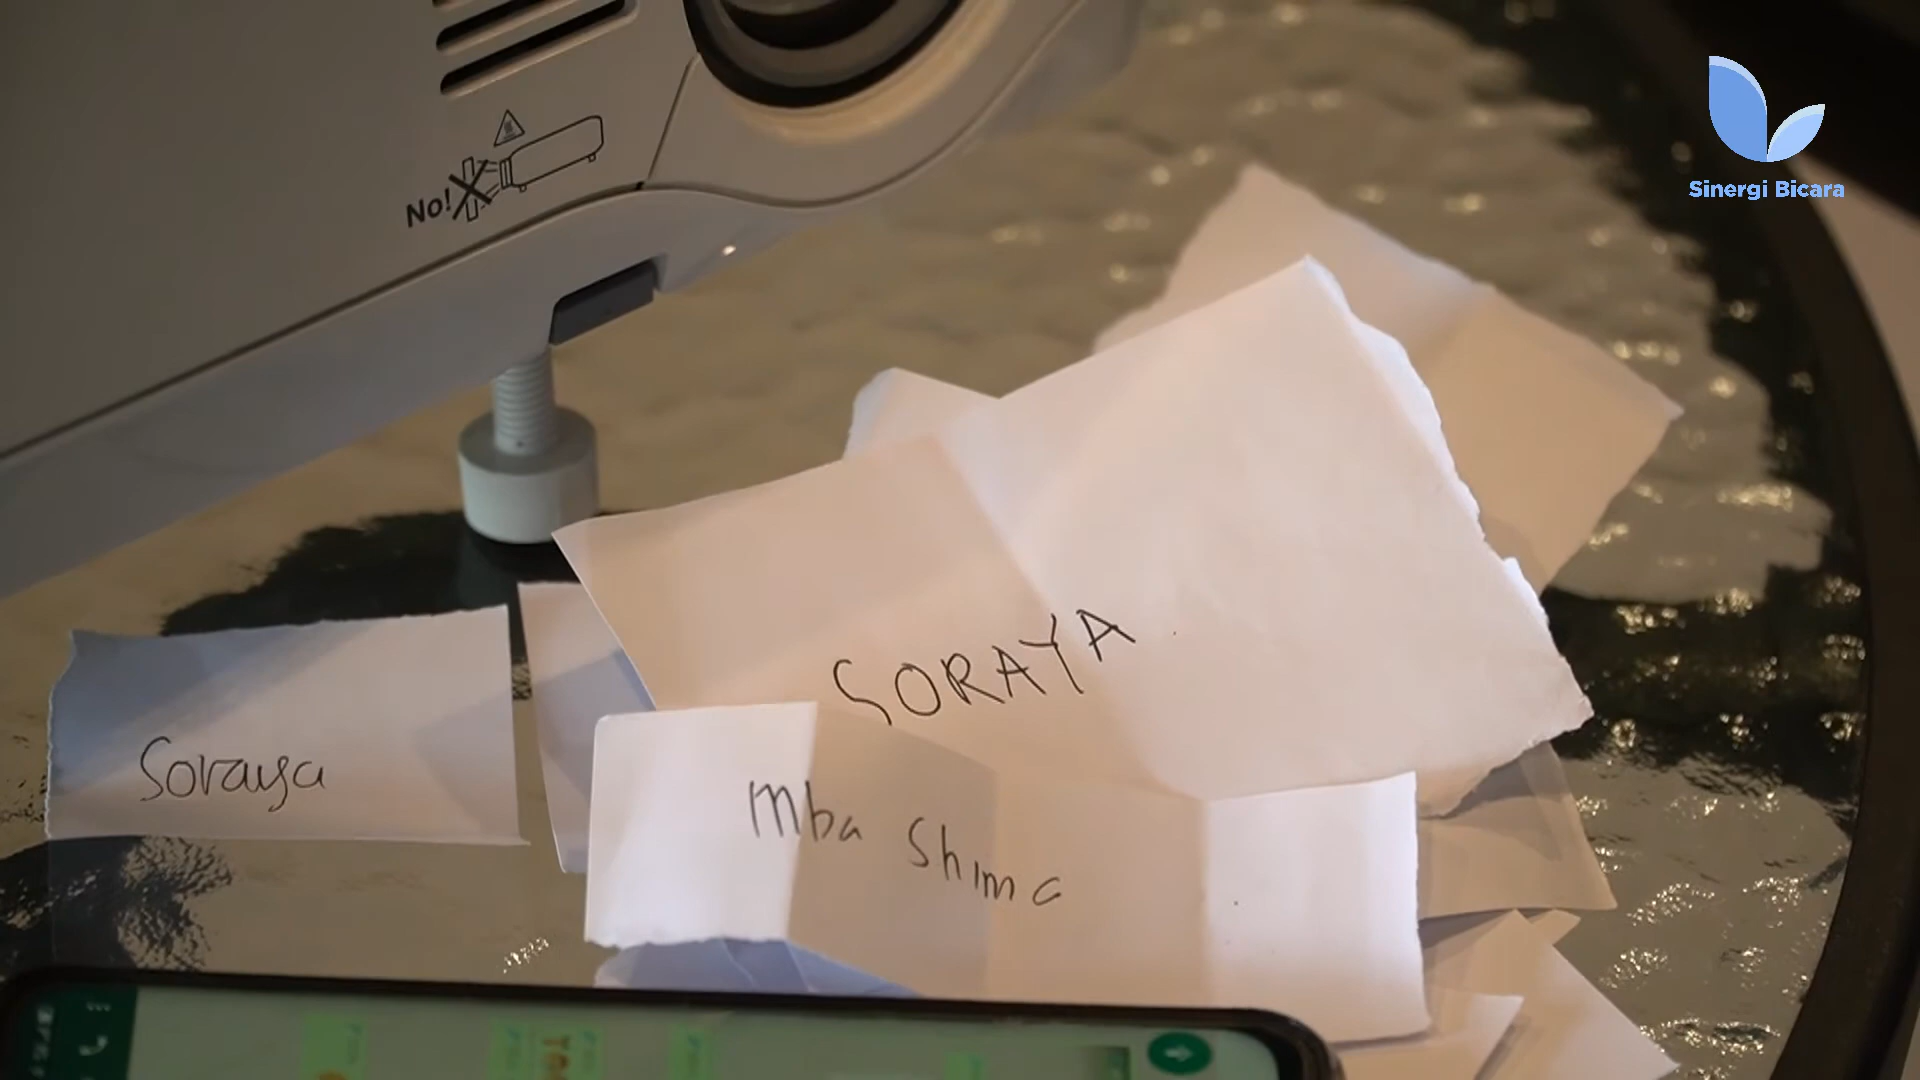 Sinergi Bicara
NO!
SORAYA
Soraya
Mba Shima